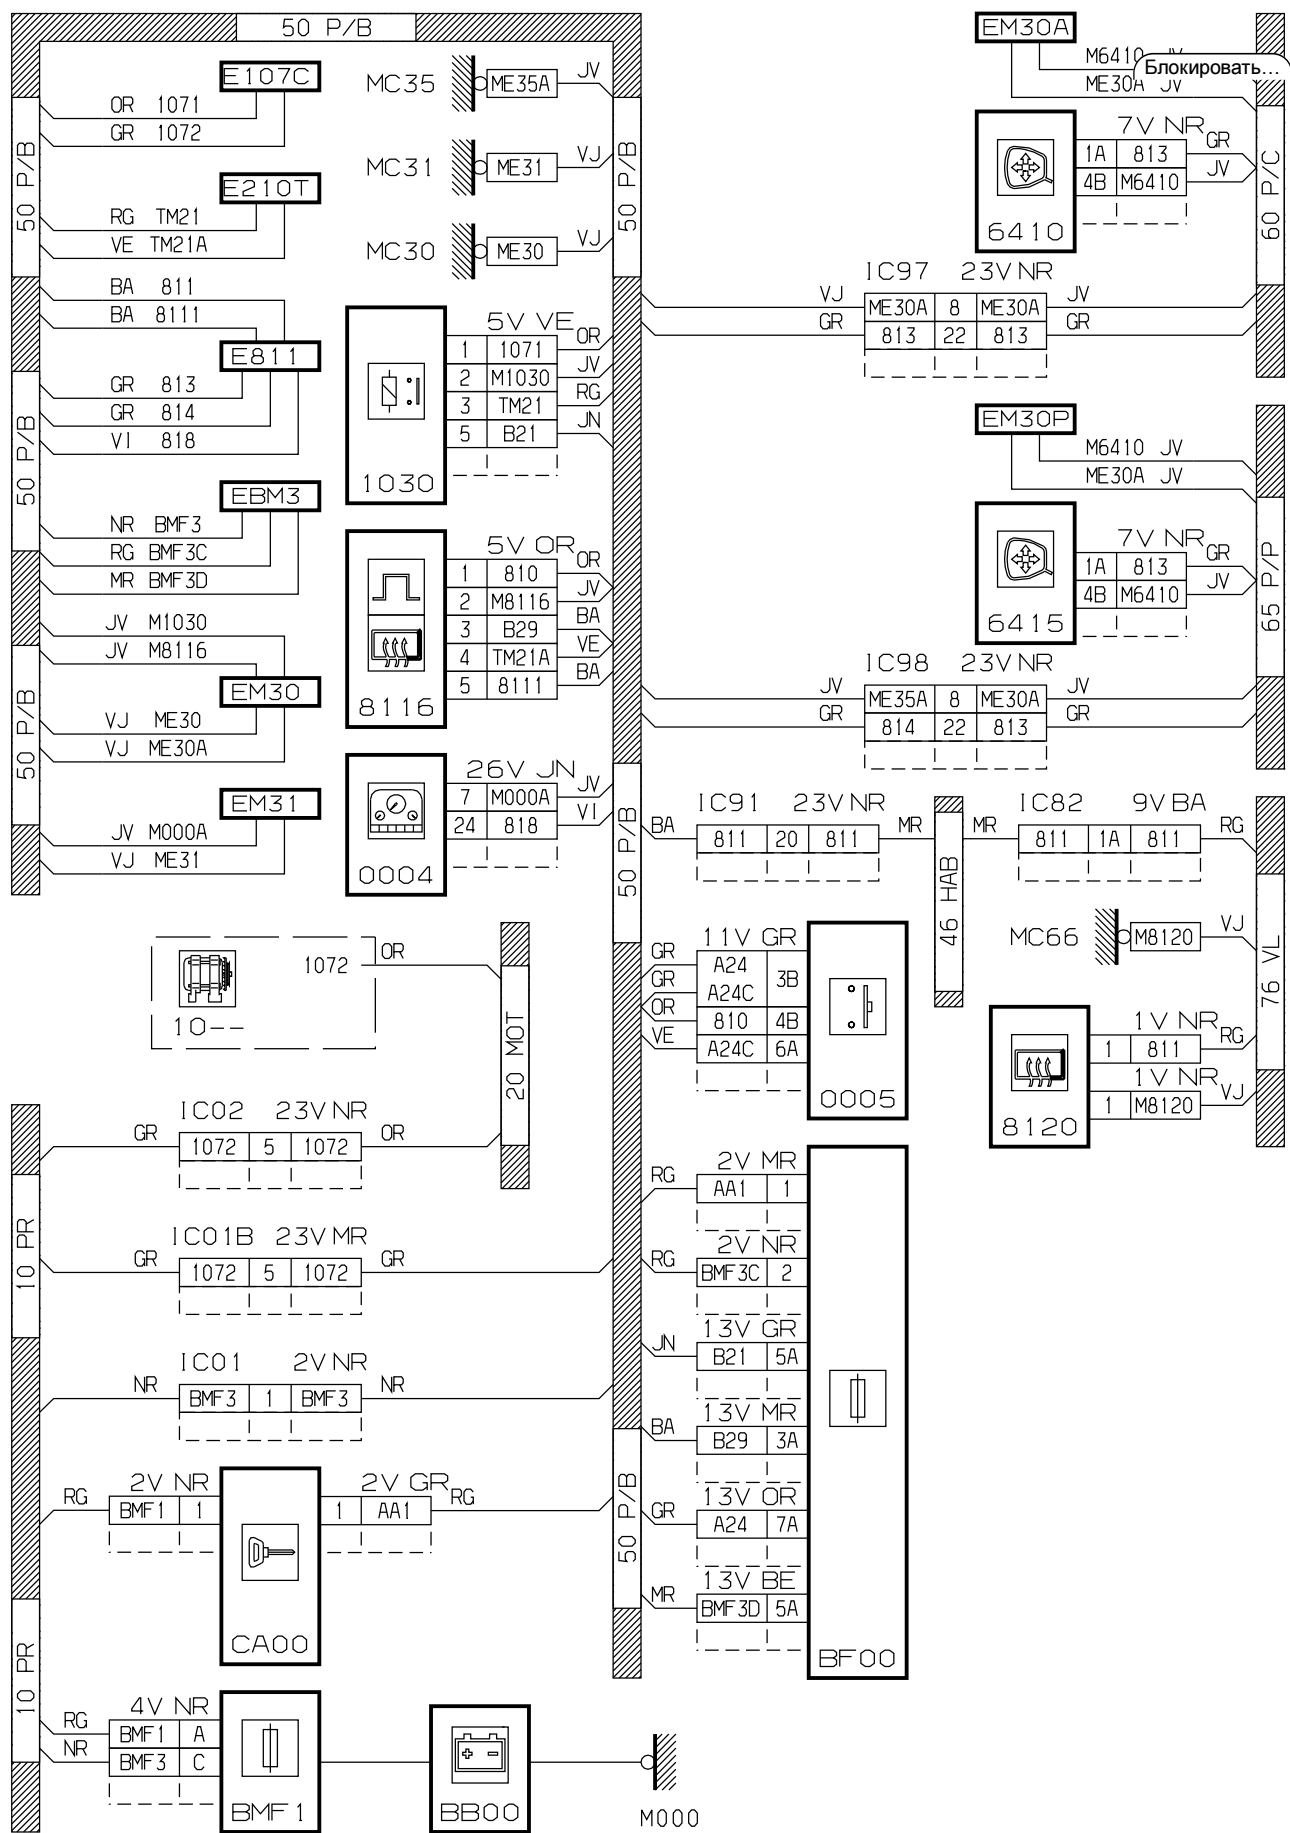 50 P/B
E107C
OR 1071
GR 1072
50 P/B
E210T
RG TM21
VE TM21A
BA 811
BA 8111
E811
GR 813
GR 814
VI 818
50 P/B
EBM3
NR BMF3
RG BMF3C
MR BMF3D
JV M1030
JV M8116
EM30
VJ ME30
VJ ME30A
50 P/B
EM31
JV M000A
VJ ME31
MC35 ME35A JV
MC31 ME31 VJ
MC30 ME30 VJ
50 P/B
5V VE
1 1071 OR
2 M1030 JV
3 TM21 RG
5 B21 JN
1030
5V OR
1 810 OR
2 M8116 JV
3 B29 BA
4 TM21A VE
5 8111 BA
8116
26V JN
7 M000A JV
24 818 VI
0004
50 P/B
EM30A
M6410 JV
Блокировать...
ME30A JV
7V NR
1A 813 GR
4B M6410 JV
6410
60 P/C
IC97 23V NR
VJ ME30A 8 ME30A JV
GR 813 22 813 GR
EM30P
M6410 JV
ME30A JV
7V NR
1A 813 GR
4B M6410 JV
6415
65 P/P
IC98 23V NR
JV ME35A 8 ME30A JV
GR 814 22 813 GR
IC91 23V NR
BA 811 20 811 MR
46 HAB
IC82 9V BA
MR 811 1A 811 RG
MC66 M8120 VJ
76 VL
1V NR
1 811 RG
1V NR
1 M8120 VJ
8120
11V GR
GR A24 3B
GR A24C
OR 810 4B
VE A24C 6A
0005
1072 OR
10--
20 MOT
IC02 23V NR
GR 1072 5 1072 OR
10 PR
IC01B 23V MR
GR 1072 5 1072 GR
IC01 2V NR
NR BMF3 1 BMF3 NR
2V NR
RG BMF1 1
2V GR
1 AA1 RG
CA00
50 P/B
10 PR
4V NR
RG BMF1 A
NR BMF3 C
BMF1
BB00
M000
2V MR
RG AA1 1
2V NR
RG BMF3C 2
13V GR
JN B21 5A
13V MR
BA B29 3A
13V OR
GR A24 7A
13V BE
MR BMF3D 5A
BF00